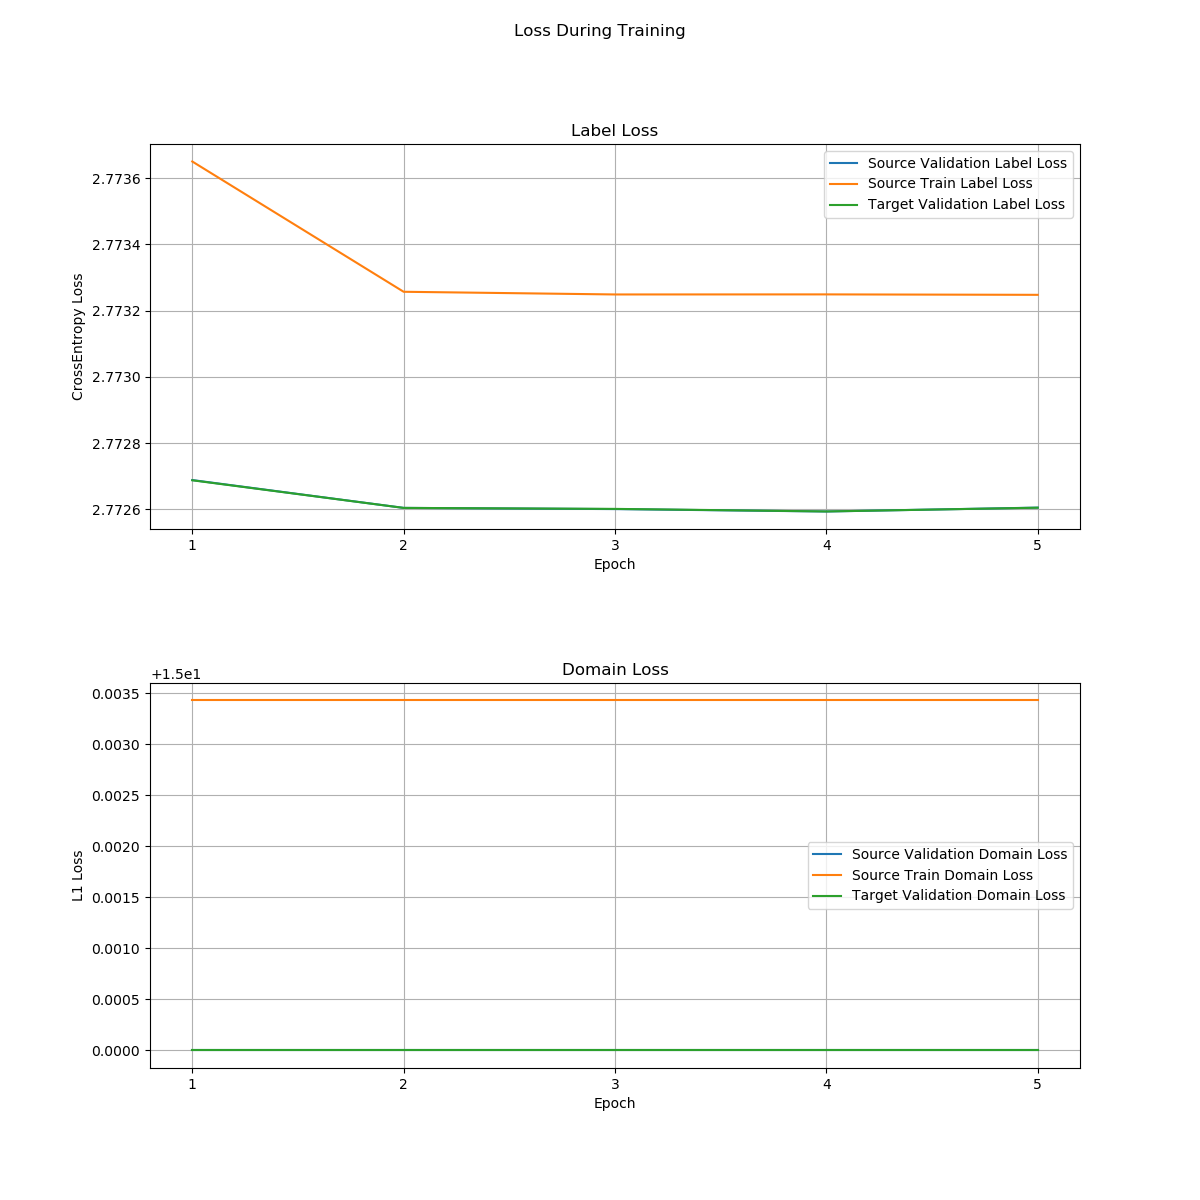 Loss During Training
Label Loss
CrossEntropy Loss
2.7736
2.7734
2.7732
2.7730
2.7728
2.7726
Source Validation Label Loss
Source Train Label Loss
Target Validation Label Loss
1 2 3 4 5
Epoch
Domain Loss
+1.5e1
L1 Loss
0.0035
0.0030
0.0025
0.0020
0.0015
0.0010
0.0005
0.0000
Source Validation Domain Loss
Source Train Domain Loss
Target Validation Domain Loss
1 2 3 4 5
Epoch